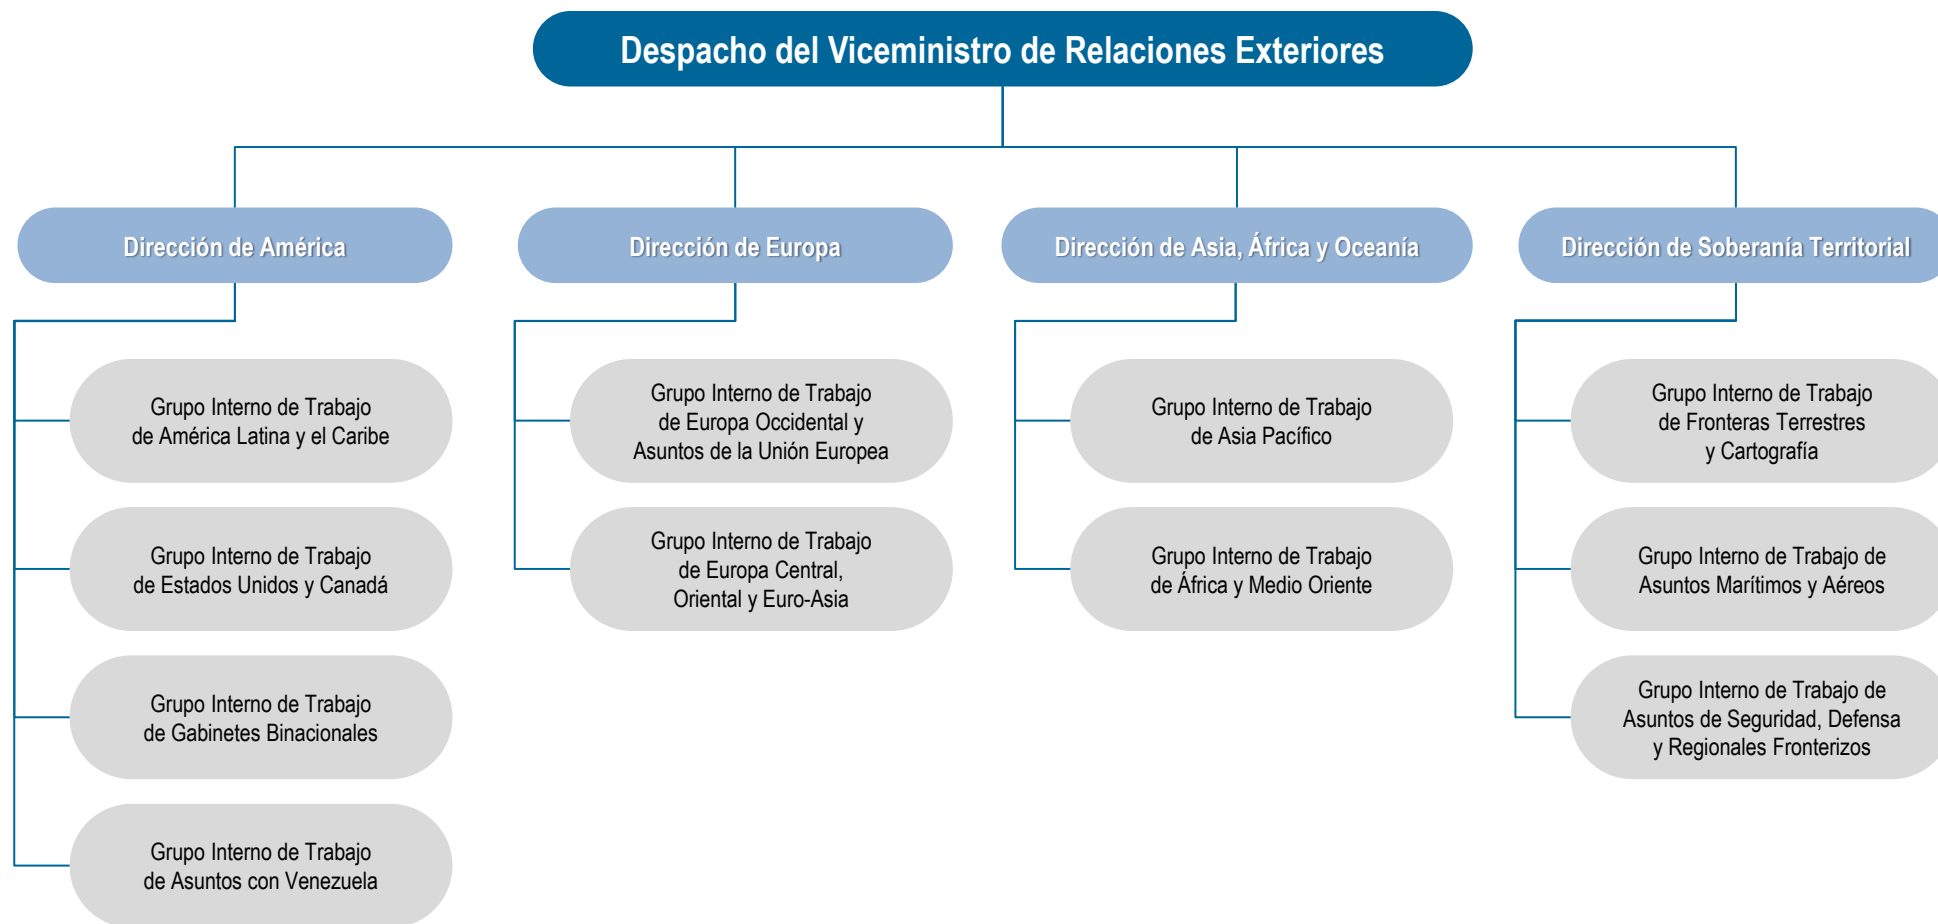 Despacho del Viceministro de Relaciones Exteriores
Dirección de América
Dirección de Europa
Dirección de Asia, África y Oceanía
Dirección de Soberanía Territorial
Grupo Interno de Trabajo
de América Latina y el Caribe
Grupo Interno de Trabajo
de Estados Unidos y Canadá
Grupo Interno de Trabajo
de Gabinetes Binacionales
Grupo Interno de Trabajo
de Asuntos con Venezuela
Grupo Interno de Trabajo
de Europa Occidental y
Asuntos de la Unión Europea
Grupo Interno de Trabajo
de Europa Central,
Oriental y Euro-Asia
Grupo Interno de Trabajo
de Asia Pacífico
Grupo Interno de Trabajo
de África y Medio Oriente
Grupo Interno de Trabajo
de Fronteras Terrestres
y Cartografía
Grupo Interno de Trabajo de
Asuntos Marítimos y Aéreos
Grupo Interno de Trabajo de
Asuntos de Seguridad, Defensa
y Regionales Fronterizos